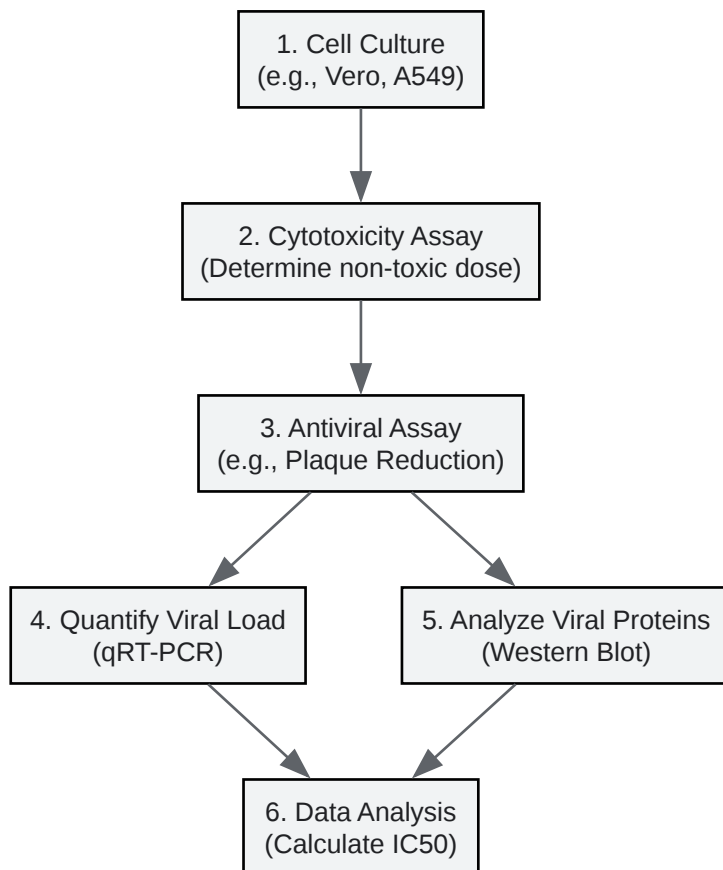 1. Cell Culture
(e.g., Vero, A549)
2. Cytotoxicity Assay
(Determine non-toxic dose)
3. Antiviral Assay
(e.g., Plaque Reduction)
4. Quantify Viral Load
(qRT-PCR)
5. Analyze Viral Proteins
(Western Blot)
6. Data Analysis
(Calculate IC50)